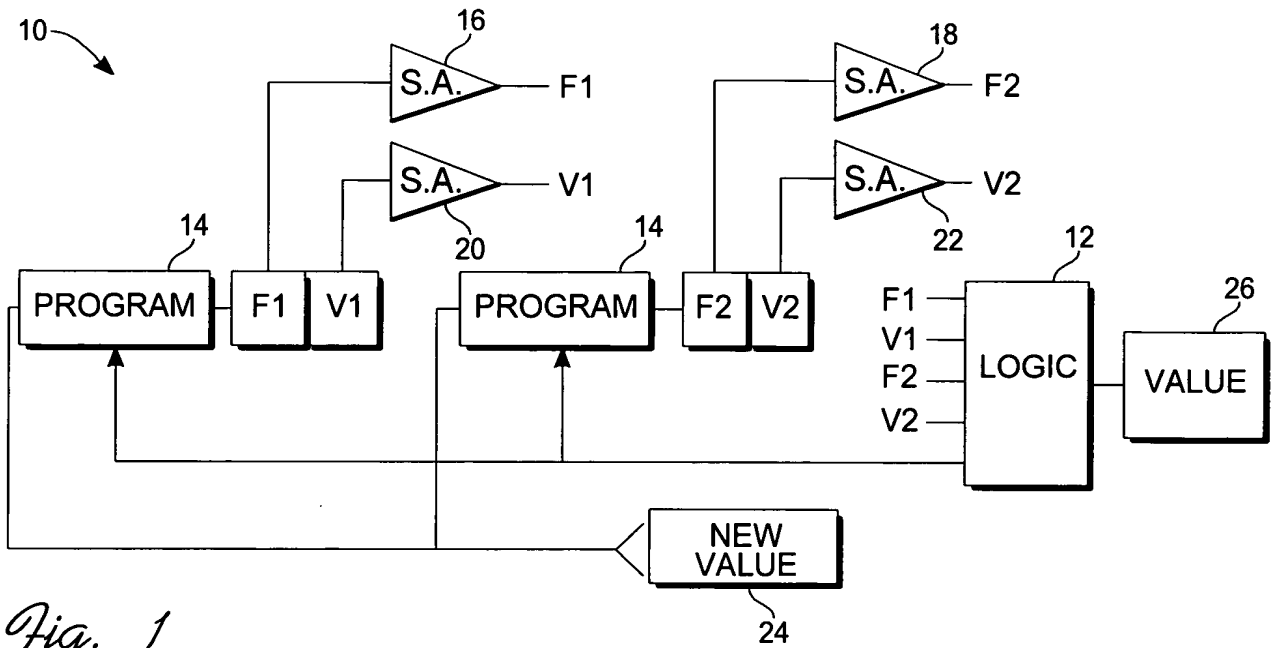 10
16
18
S.A.
F1
S.A.
F2
S.A.
V1
S.A.
V2
20
22
14
14
12
26
PROGRAM
F1
V1
PROGRAM
F2
V2
F1
V1
F2
V2
LOGIC
VALUE
NEW
VALUE
24
Fig. 1